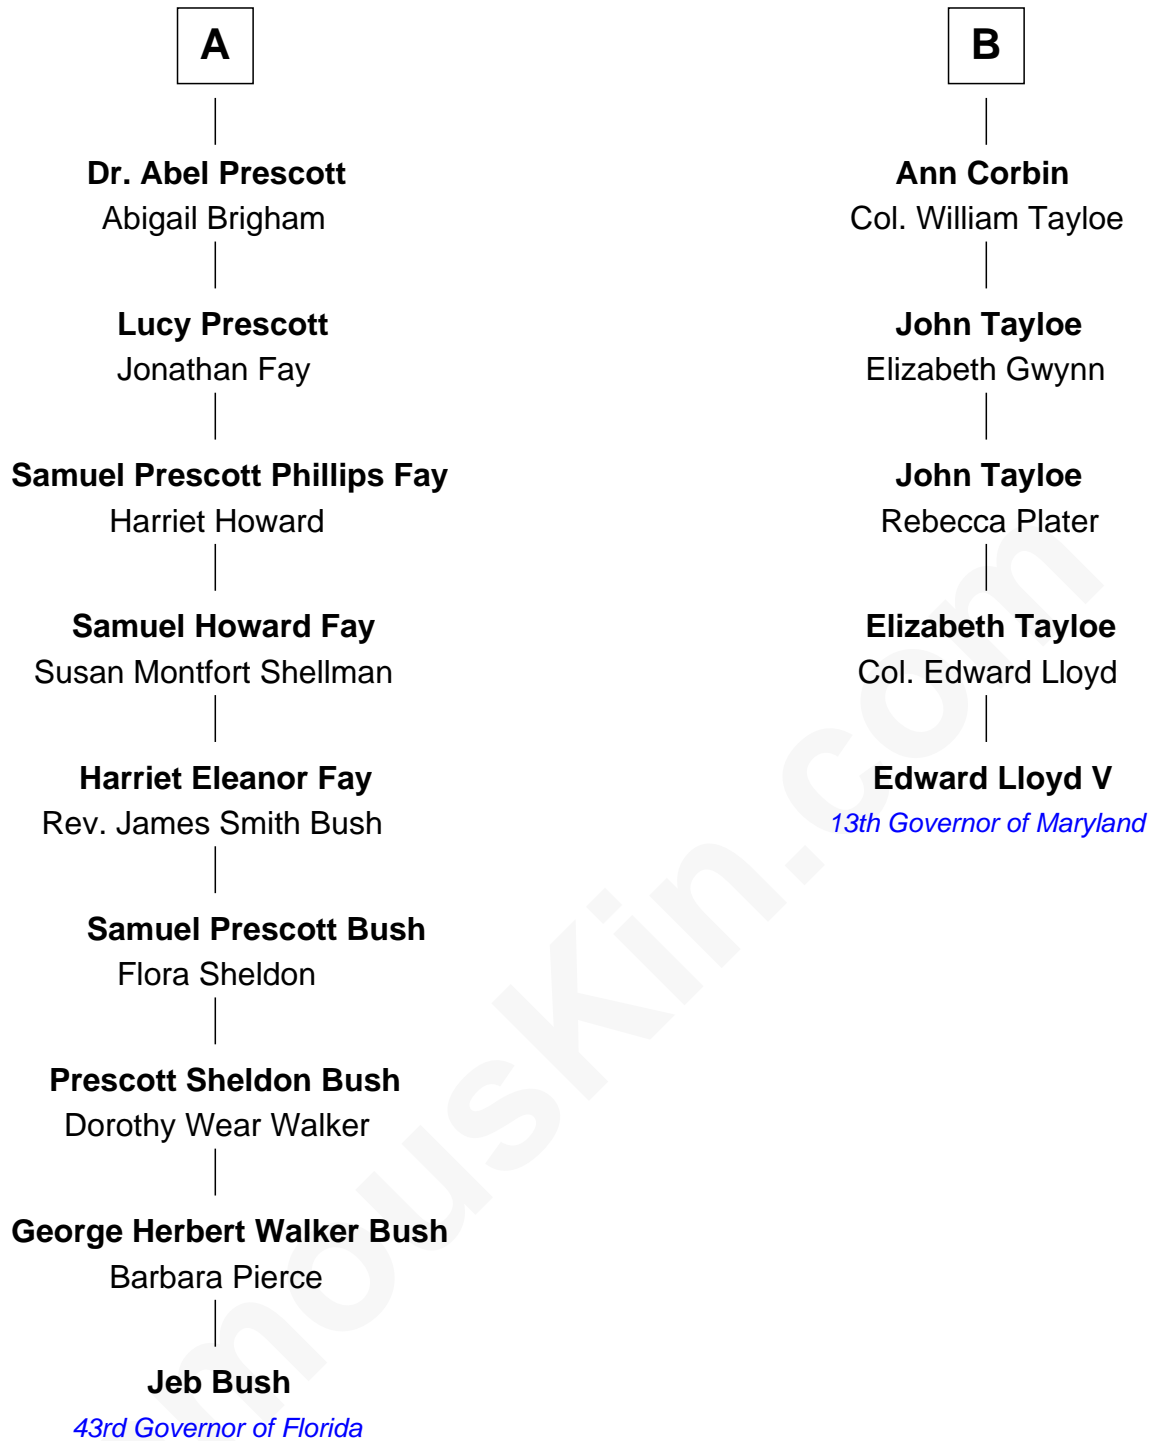 A
Dr. Abel Prescott
Abigail Brigham
Lucy Prescott
Jonathan Fay
Samuel Prescott Phillips Fay
Harriet Howard
Samuel Howard Fay
Susan Montfort Shellman
Harriet Eleanor Fay
Rev. James Smith Bush
Samuel Prescott Bush
Flora Sheldon
Prescott Sheldon Bush
Dorothy Wear Walker
George Herbert Walker Bush
Barbara Pierce
Jeb Bush
43rd Governor of Florida
B
Ann Corbin
Col. William Tayloe
John Tayloe
Elizabeth Gwynn
John Tayloe
Rebecca Plater
Elizabeth Tayloe
Col. Edward Lloyd
Edward Lloyd V
13th Governor of Maryland
mouskin.com